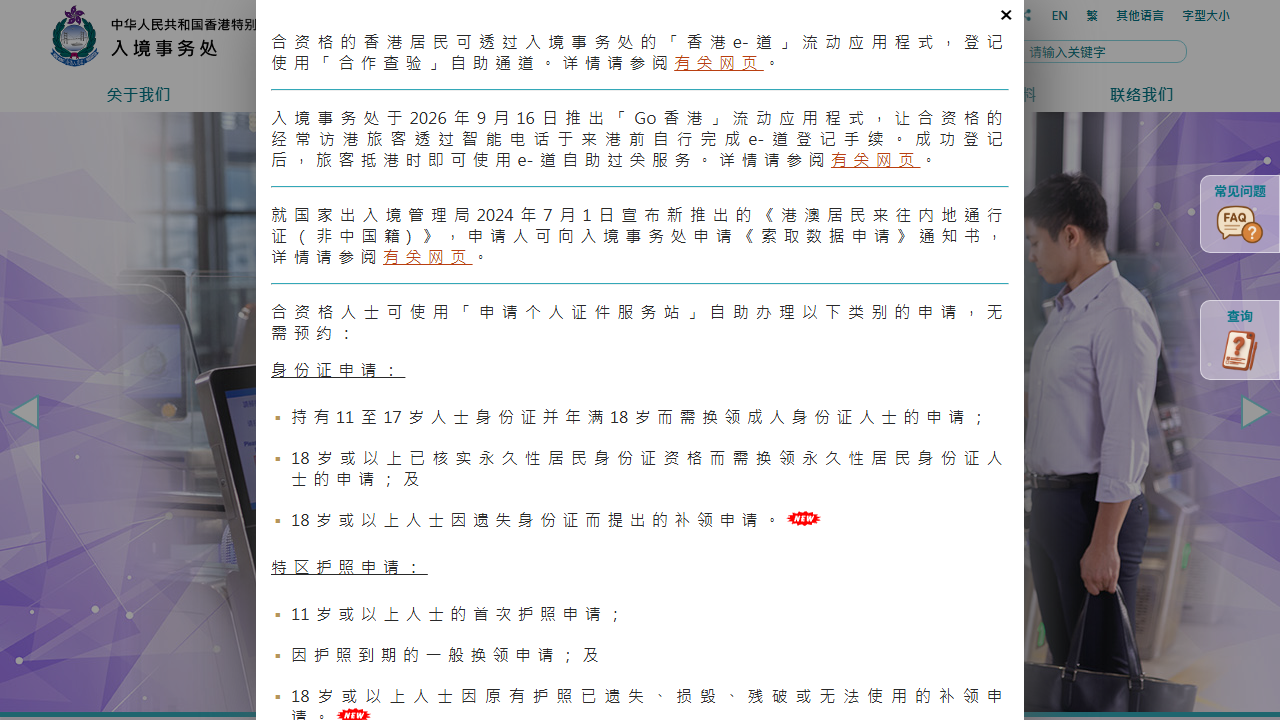 中华人民共和国香港特别
入境事务处
EN
繁
其他语言
字型大小
请输入关键字
关于我们
料
联络我们
合资格的香港居民可透过入境事务处的「香港e-道」流动应用程式，登记
使用「合作查验」自助通道。详情请参阅有关网页。
入境事务处于2026年9月16日推出「Go香港」流动应用程式，让合资格的
经常访港旅客透过智能电话于来港前自行完成e-道登记手续。成功登记
后，旅客抵港时即可使用e-道自助过关服务。详情请参阅有关网页。
就国家出入境管理局2024年7月1日宣布新推出的《港澳居民来往内地通行
证(非中国籍)》，申请人可向入境事务处申请《索取数据申请》通知书，
详情请参阅有关网页。
合资格人士可使用「申请个人证件服务站」自助办理以下类别的申请，无
需预约：
身份证申请：
持有11至17岁人士身份证并年满18岁而需换领成人身份证人士的申请；
18岁或以上已核实永久性居民身份证资格而需换领永久性居民身份证人
士的申请；及
18岁或以上人士因遗失身份证而提出的补领申请。NEW
特区护照申请：
11岁或以上人士的首次护照申请；
因护照到期的一般换领申请；及
18岁或以上人士因原有护照已遗失、损毁、残破或无法使用的补领申
请。NEW
常见问题
FAQ
查询